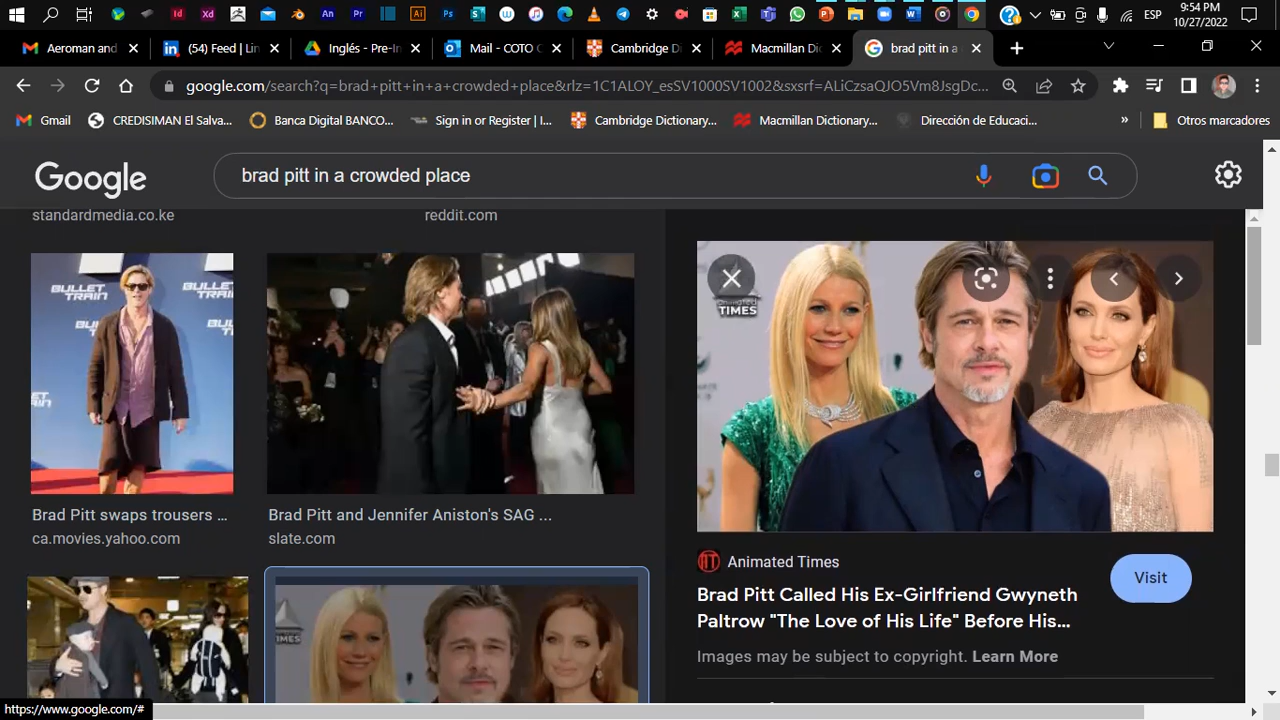 9:54 PM
ESP
10/27/2022
Aeroman and
(54) Feed | Lin
Inglés - Pre-In
Mail - COTO C
Cambridge D
Macmillan Dic
brad pitt in a
google.com/search?q=brad+pitt+in+a+crowded+place&rlz=1C1ALOY_esSV1000SV1002&sxsrf=ALiCzsaQJO5Vm8JsgDc...
Gmail
CREDISIMAN El Salva...
Banca Digital BANCO...
Sign in or Register | I...
Cambridge Dictionary...
Macmillan Dictionary...
Dirección de Educaci...
»
Otros marcadores
Google
brad pitt in a crowded place
standardmedia.co.ke
reddit.com
BULLET TRAIN
Brad Pitt swaps trousers ...
ca.movies.yahoo.com
Brad Pitt and Jennifer Aniston's SAG ...
slate.com
Animated
TIMES
Animated Times
Visit
Brad Pitt Called His Ex-Girlfriend Gwyneth
Paltrow "The Love of His Life" Before His...
Images may be subject to copyright. Learn More
https://www.google.com/#